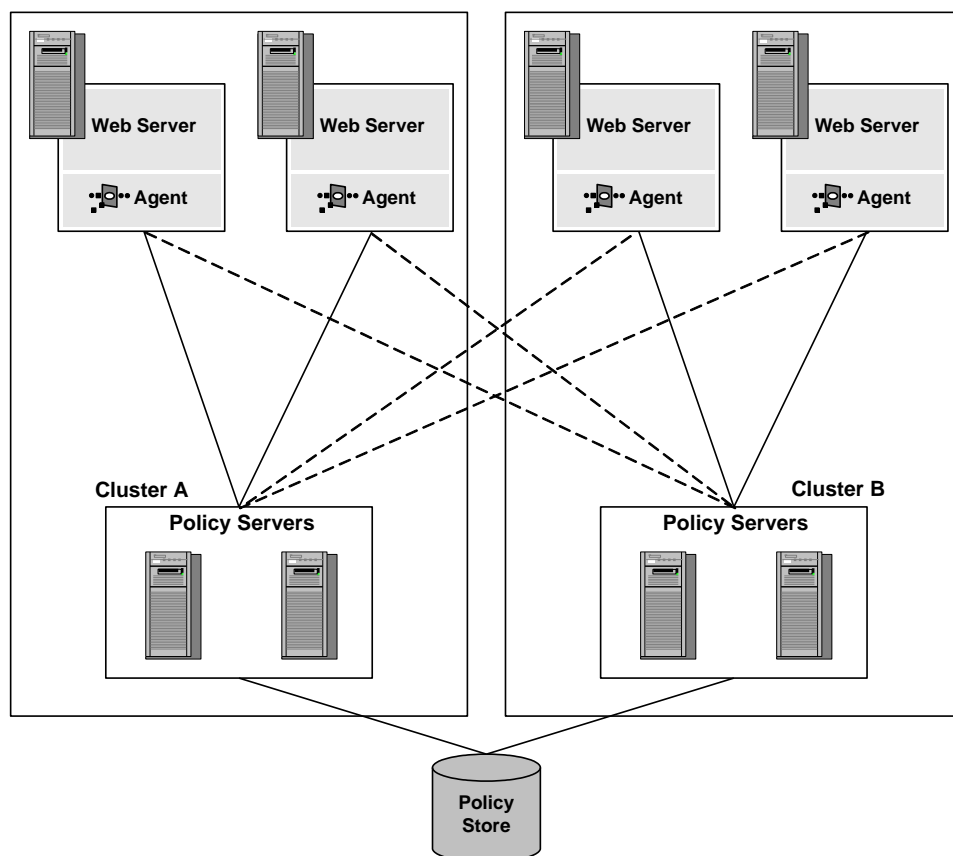 Web Server
Agent
Web Server
Agent
Web Server
Agent
Web Server
Agent
Cluster A
Policy Servers
Cluster B
Policy Servers
Policy
Store